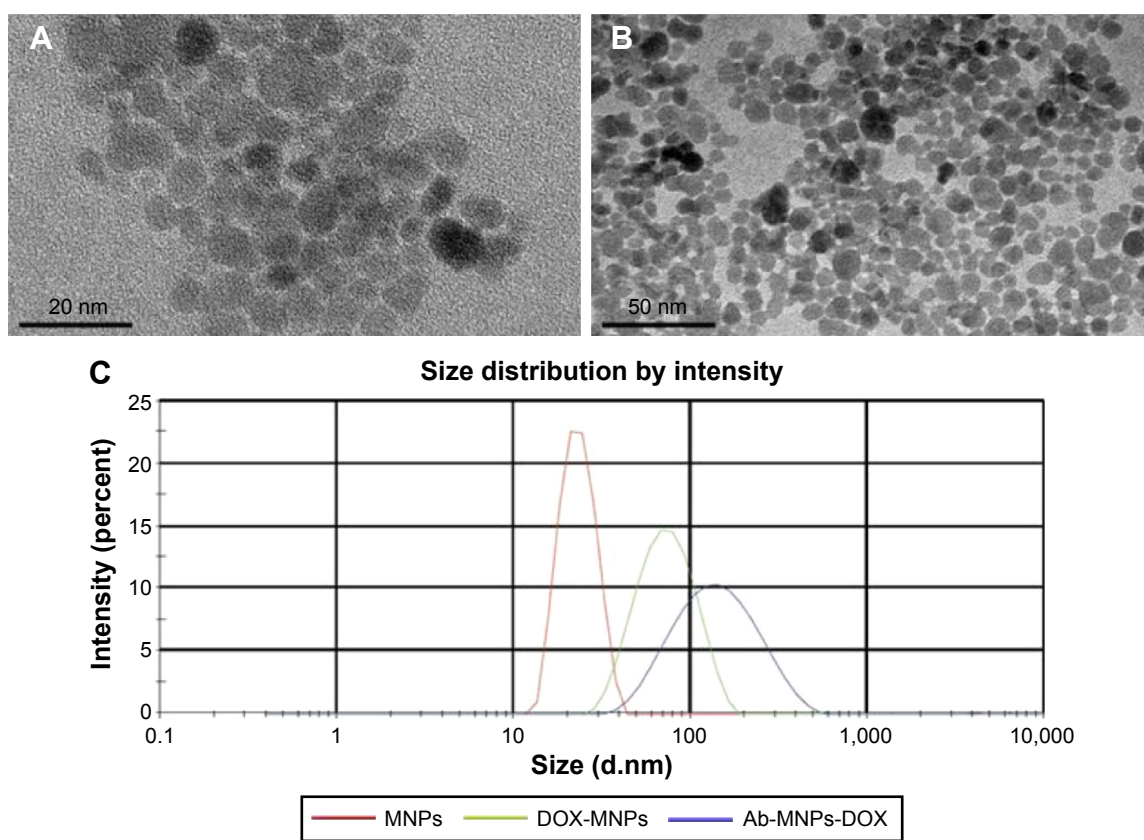 A
B
20 nm
50 nm
C
Size distribution by intensity
Intensity (percent)
25
20
15
10
5
0
0.1 1 10 100 1,000 10,000
Size (d.nm)
MNPs DOX-MNPs Ab-MNPs-DOX